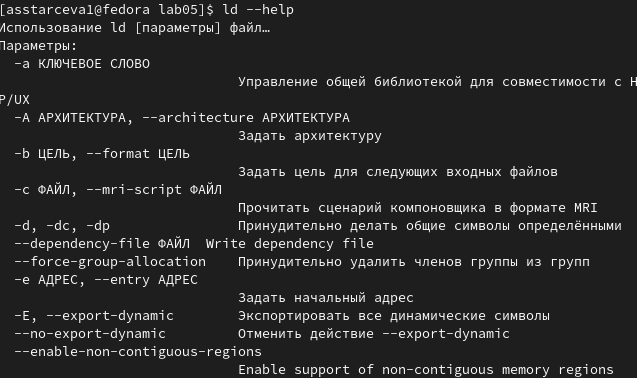 [asstarceva1@fedora lab05]$ ld --help
Использование ld [параметры] файл…
Параметры:
  -a КЛЮЧЕВОЕ СЛОВО
                              Управление общей библиотекой для совместимости с H
P/UX
  -A АРХИТЕКТУРА, --architecture АРХИТЕКТУРА
                              Задать архитектуру
  -b ЦЕЛЬ, --format ЦЕЛЬ
                              Задать цель для следующих входных файлов
  -c ФАЙЛ, --mri-script ФАЙЛ
                              Прочитать сценарий компоновщика в формате MRI
  -d, -dc, -dp                Принудительно делать общие символы определёнными
  --dependency-file ФАЙЛ  Write dependency file
  --force-group-allocation    Принудительно удалить членов группы из групп
  -e АДРЕС, --entry АДРЕС
                              Задать начальный адрес
  -E, --export-dynamic        Экспортировать все динамические символы
  --no-export-dynamic         Отменить действие --export-dynamic
  --enable-non-contiguous-regions
                              Enable support of non-contiguous memory regions